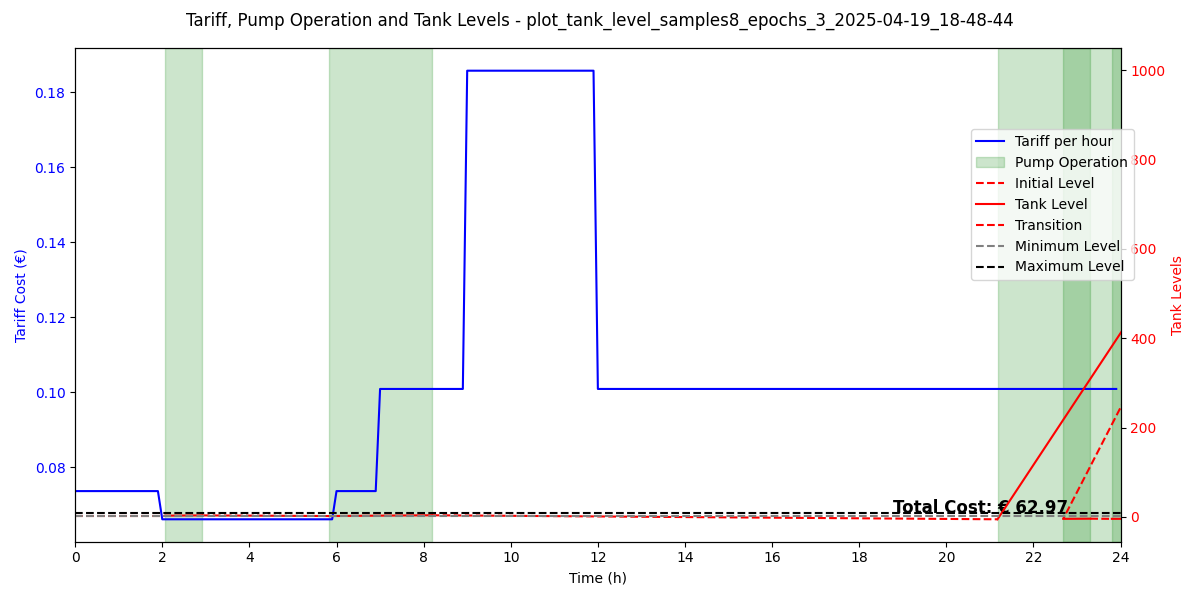 Tariff, Pump Operation and Tank Levels - plot_tank_level_samples8_epochs_3_2025-04-19_18-48-44
0.18
0.16
0.14
0.12
0.10
0.08
Tariff Cost (€)
1000
800
600
400
200
0
Tank Levels
Tariff per hour
Pump Operation
Initial Level
Tank Level
Transition
Minimum Level
Maximum Level
Total Cost: € 62.97
0 2 4 6 8 10 12 14 16 18 20 22 24
Time (h)